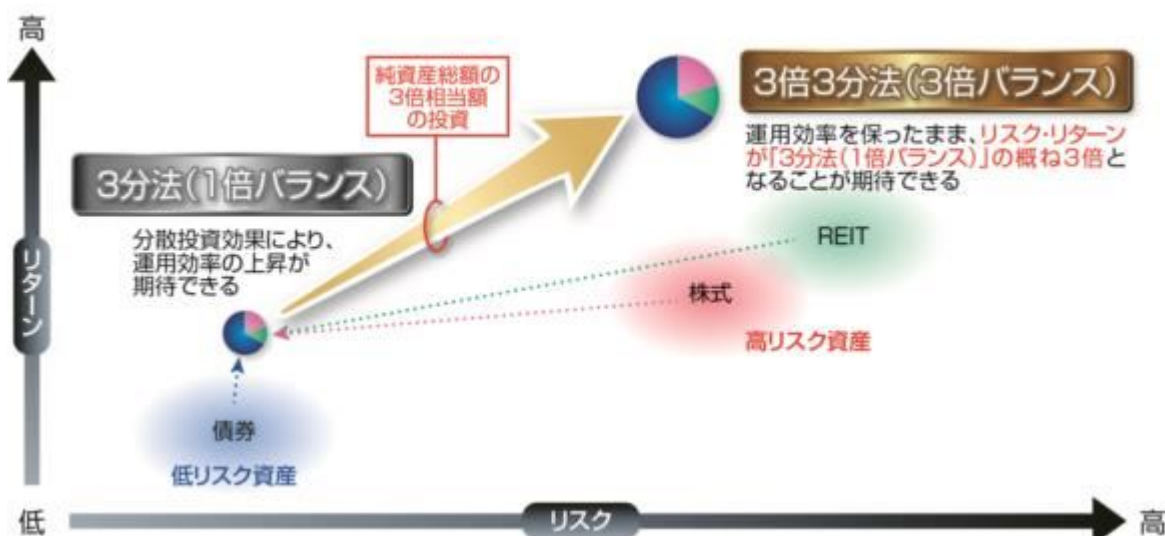 高
純資産総額の
3倍相当額
の投資
3倍3分法(3倍バランス)
運用効率を保ったまま、リスク・リターン
が「3分法(1倍バランス)」の概ね3倍と
なることが期待できる
3分法(1倍バランス)
分散投資効果により、
運用効率の上昇が
期待できる
REIT
株式
高リスク資産
リターン
債券
低リスク資産
低
リスク
高